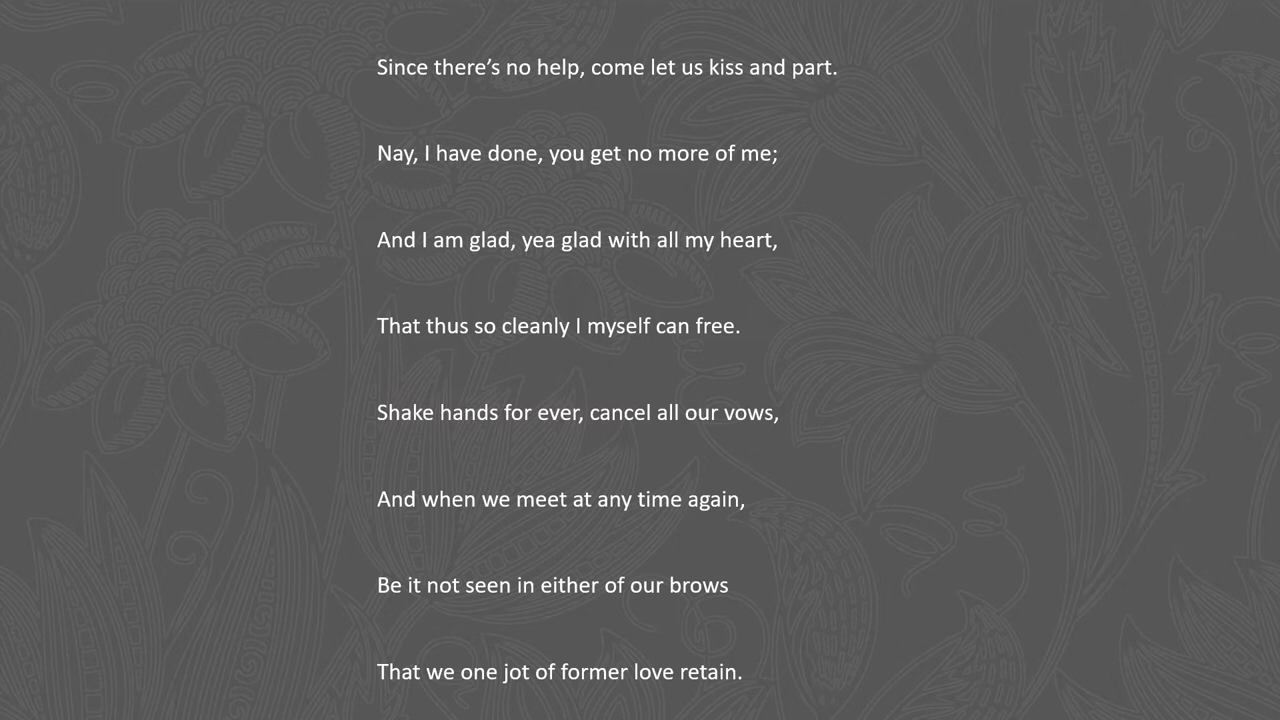 Since there’s no help, come let us kiss and part.
Nay, I have done, you get no more of me;
And I am glad, yea glad with all my heart,
That thus so cleanly I myself can free.
Shake hands for ever, cancel all our vows,
And when we meet at any time again,
Be it not seen in either of our brows
That we one jot of former love retain.